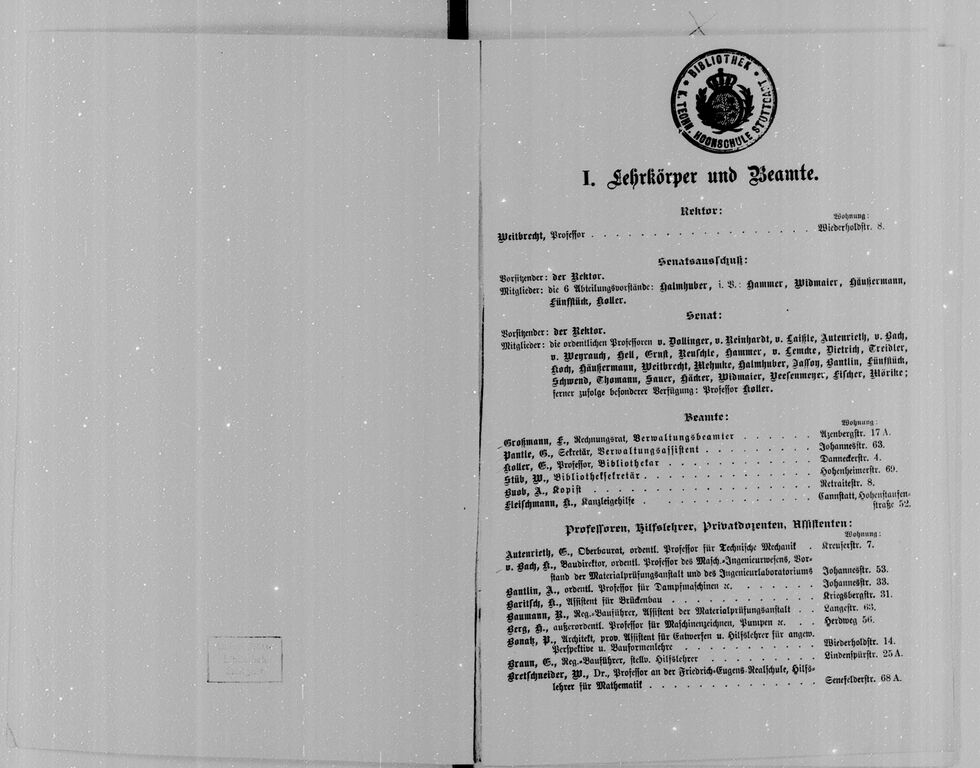 BIBLIOTHEK
K. TECHN. HOCHSCHULE STUTTGART
I. Lehrkörper und Beamte.
Rektor:
Wohnung:
Weitbrecht, Professor . . . . . . . . . . . . . . . . Wiederholdstr. 8.
Senatsausschuß:
Vorsitzender: der Rektor.
Mitglieder: die 6 Abteilungsvorstände: Halmhuber, i. V.: Hammer, Widmaier, Häußermann,
Fünfstück, Koller.
Senat:
Vorsitzender: der Rektor.
Mitglieder: die ordentlichen Professoren v. Dollinger, v. Reinhardt, v. Laißle, Autenrieth, v. Bach,
v. Weyrauch, Hell, Ernst, Reuschle, Hammer, v. Lemcke, Dietrich, Treidler,
Koch, Häußermann, Weitbrecht, Mehmke, Halmhuber, Jassoy, Bantlin, Fünfstück,
Schwend, Thomann, Sauer, Häcker, Widmaier, Veesenmeyer, Fischer, Mörike;
ferner zufolge besonderer Verfügung: Professor Koller.
Beamte:
Wohnung:
Großmann, F., Rechnungsrat, Verwaltungsbeamter . . . . . . Azenbergstr. 17 A.
Pantle, G., Sekretär, Verwaltungsassistent . . . . . . . . Johannesstr. 63.
Koller, E., Professor, Bibliothekar . . . . . . . . . . . Danneckerstr. 4.
Stüb, W., Bibliotheksekretär . . . . . . . . . . . . Hohenheimerstr. 69.
Buob, A., Kopist . . . . . . . . . . . . . . . . Retraitestr. 8.
Fleischmann, K., Kanzleigehilfe . . . . . . . . . . . . Cannstatt, Hohenstaufen-
straße 52.
Professoren, Hilfslehrer, Privatdozenten, Assistenten:
Wohnung:
Autenrieth, E., Oberbaurat, ordentl. Professor für Technische Mechanik . Kreuserstr. 7.
v. Bach, K., Baudirektor, ordentl. Professor des Masch.-Ingenieurwesens, Vor-
stand der Materialprüfungsanstalt und des Ingenieurlaboratoriums Johannesstr. 53.
Bantlin, A., ordentl. Professor für Dampfmaschinen ꝛc. . . . . . . . Johannesstr. 33.
Baritsch, K., Assistent für Brückenbau . . . . . . . . . . . Kriegsbergstr. 31.
Baumann, R., Reg.-Bauführer, Assistent der Materialprüfungsanstalt . . Langestr. 63.
Berg, H., außerordentl. Professor für Maschinenzeichnen, Pumpen ꝛc. . . Herdweg 56.
Bonatz, P., Architekt, prov. Assistent für Entwerfen u. Hilfslehrer für angew.
Perspektive u. Bauformenlehre . . . . . . . . . . . Wiederholdstr. 14.
Braun, E., Reg.-Bauführer, stellv. Hilfslehrer . . . . . . . . . Lindenspürstr. 25 A.
Bretschneider, W., Dr., Professor an der Friedrich-Eugens-Realschule, Hilfs-
lehrer für Mathematik . . . . . . . . . . . . . . Senefelderstr. 68 A.